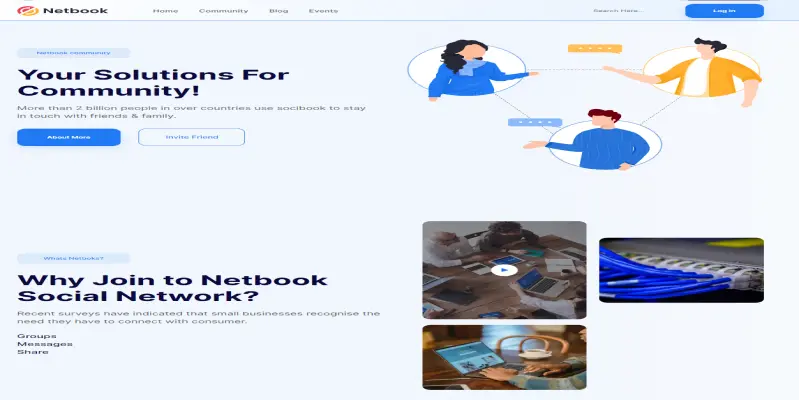 Netbook
Home Community Blog Events
Search Here...
Log In
Netbook Community
Your Solutions For
Community!
More than 2 billion people in over countries use socibook to stay
in touch with friends & family.
About More
Invite Friend
Whats Netbooks?
Why Join to Netbook
Social Network?
Recent surveys have indicated that small businesses recognise the
need they have to connect with consumer.
Groups
Messages
Share